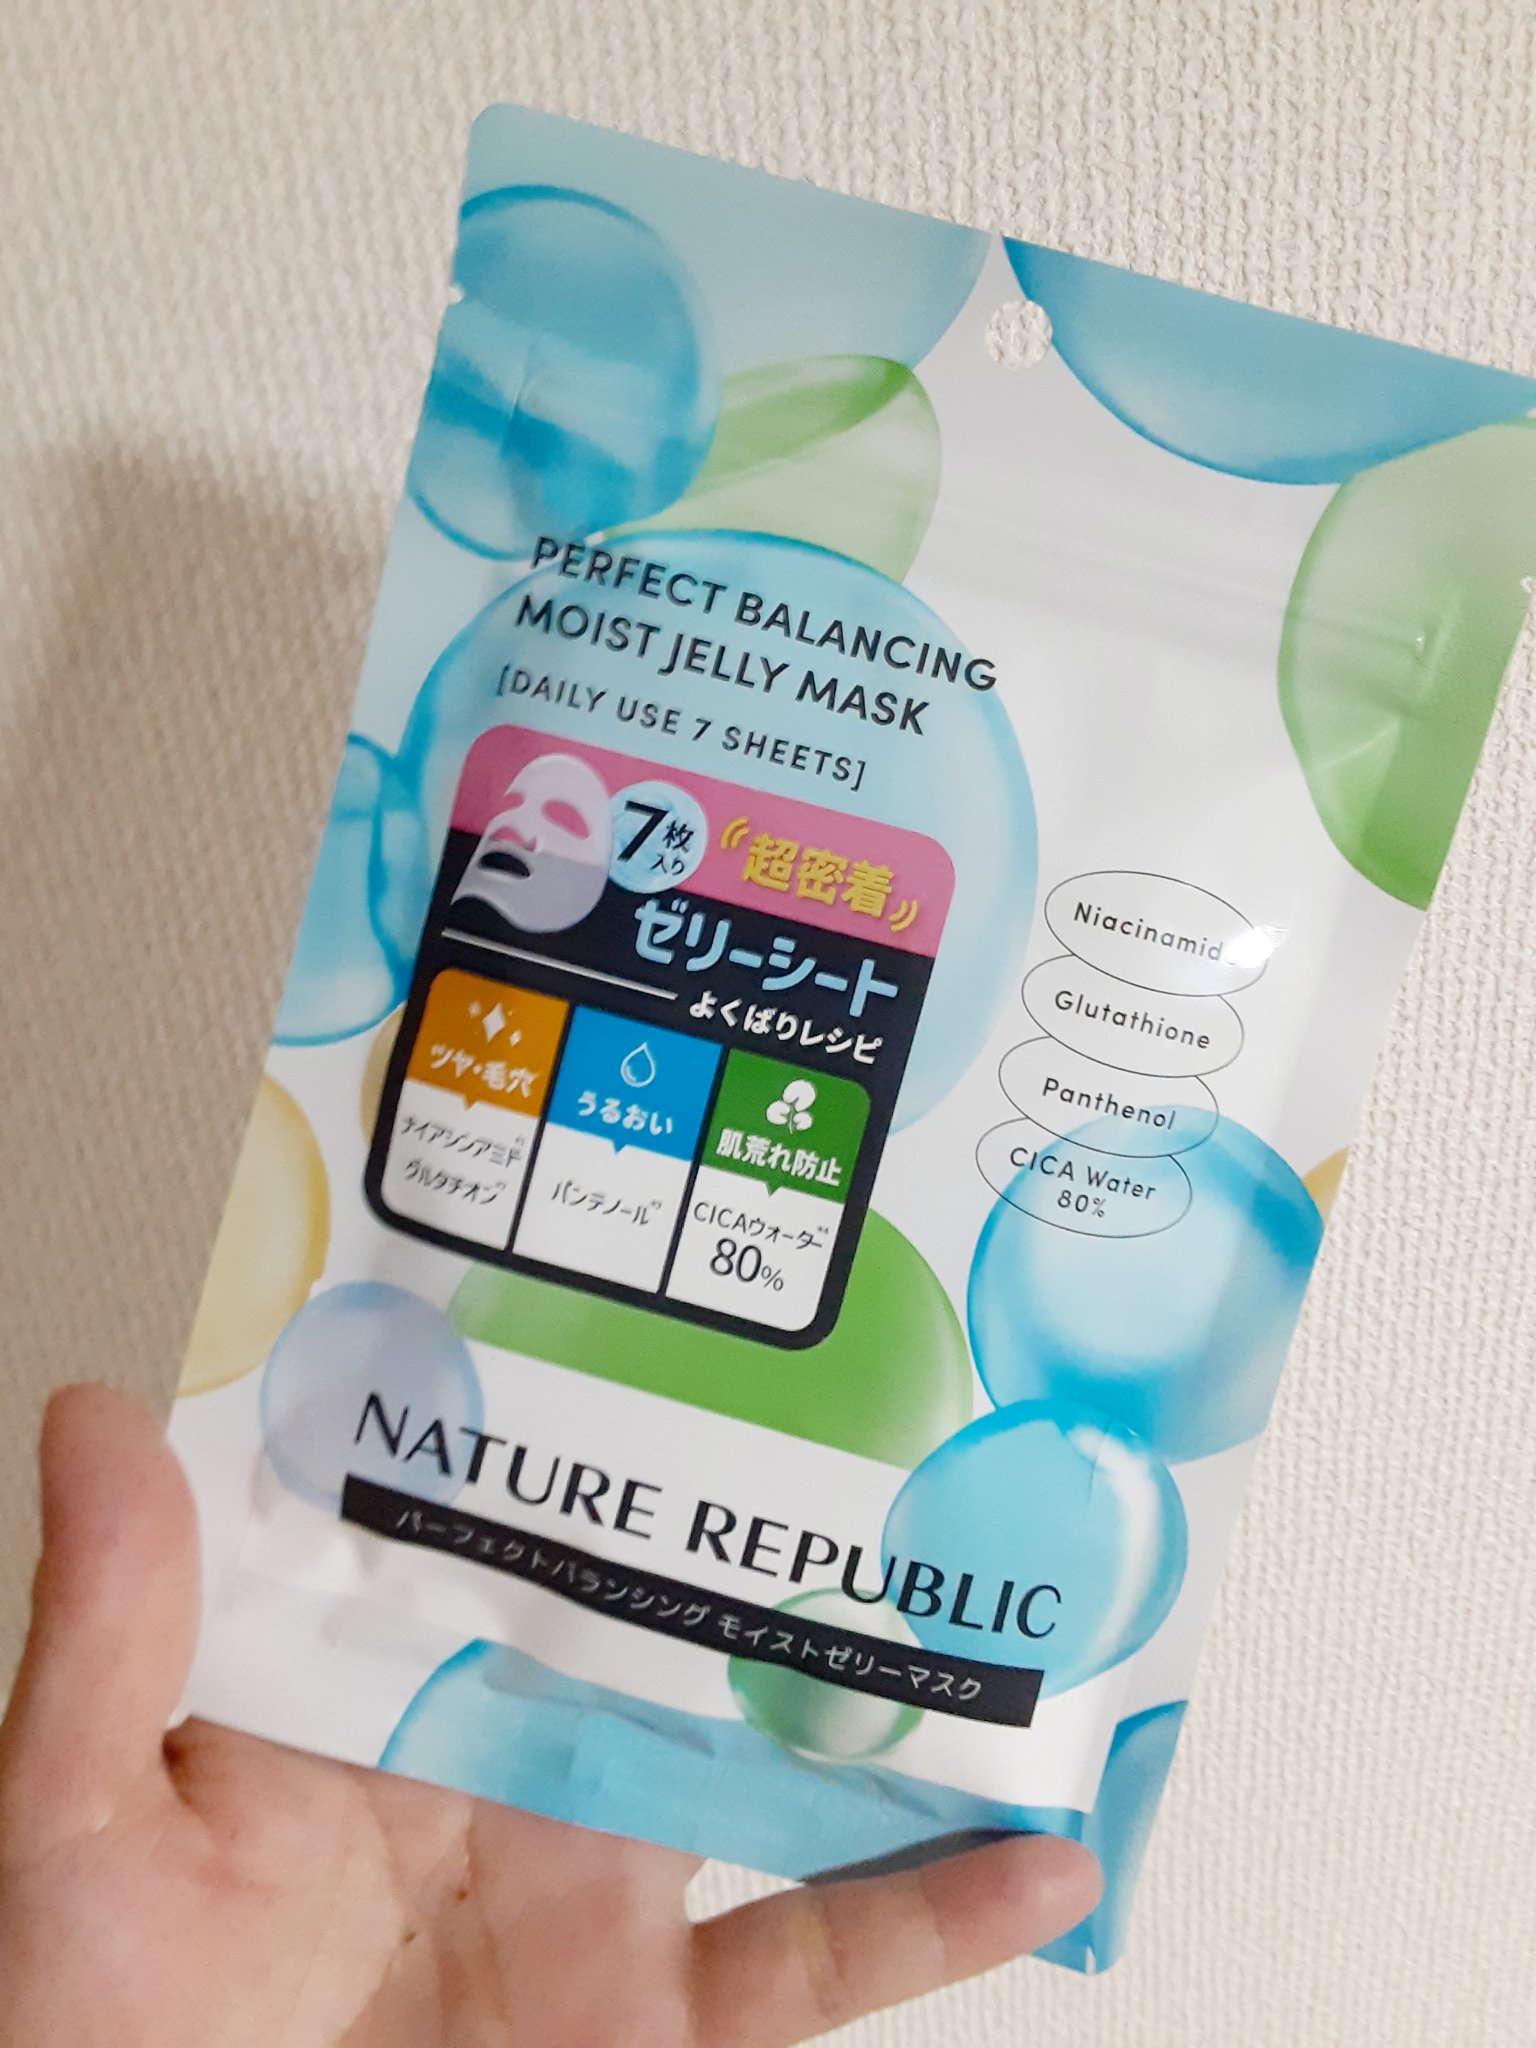 PERFECT BALANCING
MOIST JELLY MASK
[DAILY USE 7 SHEETS]
7枚
入り
超密着
ゼリーシート
よくばりレシピ
ツヤ・毛穴
ナイアシンアミド
グルタチオン
うるおい
パンテノール
肌荒れ防止
CICAウォーター
80%
Niacinamide
Glutathione
Panthenol
CICA Water
80%
NATURE REPUBLIC
パーフェクトバランシング モイストゼリーマスク